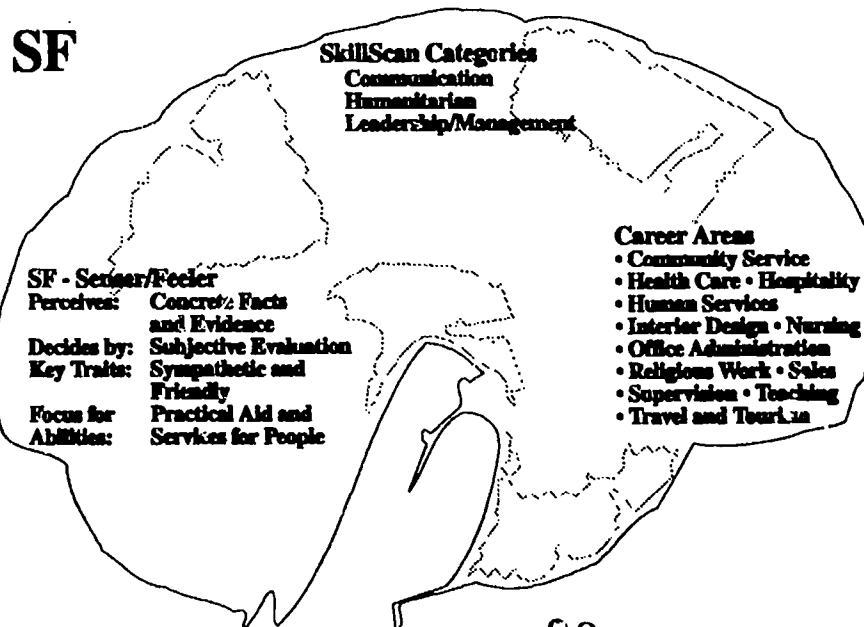 SF
SkillScan Categories
Communication
Humanitarian
Leadership/Management
SF - Senser/Feeler
Perceives: Concrete Facts
and Evidence
Decides by: Subjective Evaluation
Key Traits: Sympathetic and
Friendly
Focus for Practical Aid and
Abilities: Services for People
Career Areas
• Community Service
• Health Care • Hospitality
• Human Services
• Interior Design • Nursing
• Office Administration
• Religious Work • Sales
• Supervision • Teaching
• Travel and Tourism